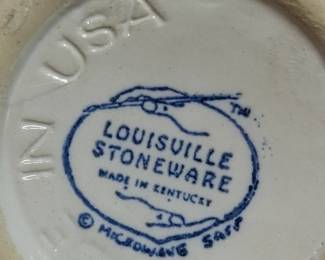 IN USA
TM
LOUISVILLE
STONEWARE
MADE IN KENTUCKY
© MICROWAVE SAFE